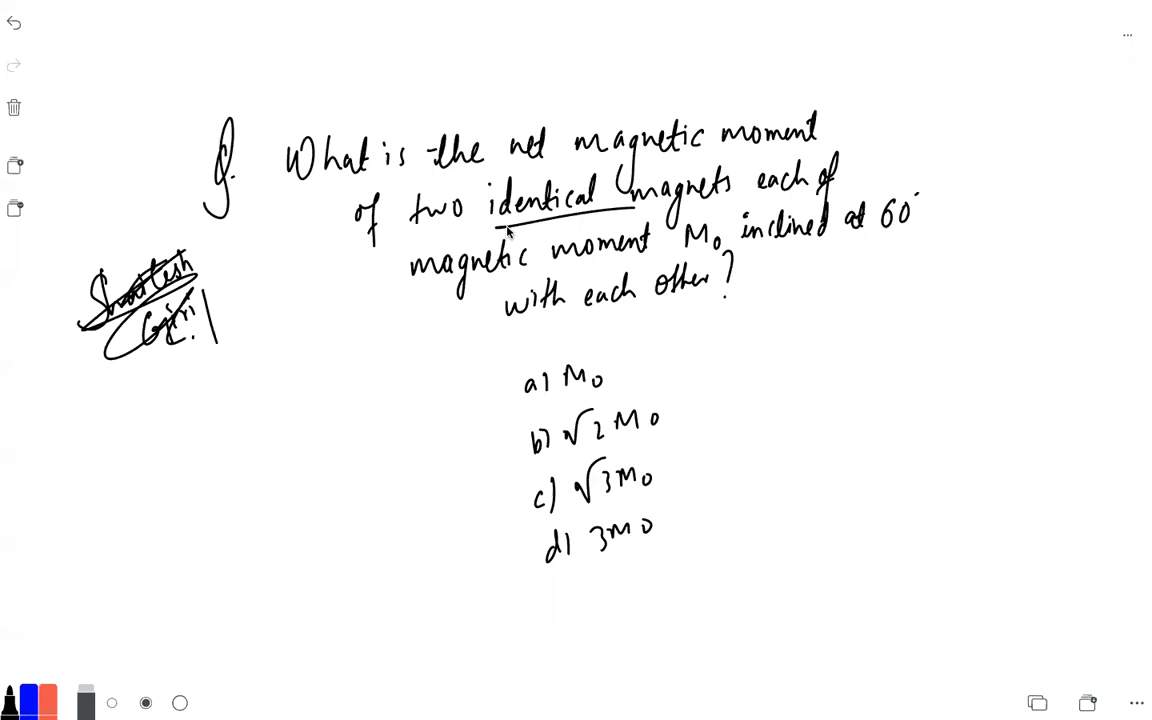 Q. What is the net magnetic moment
of two identical magnets each of
magnetic moment M₀ inclined at 60°
with each other?
a) M₀
b) √2 M₀
c) √3 M₀
d) 3M₀